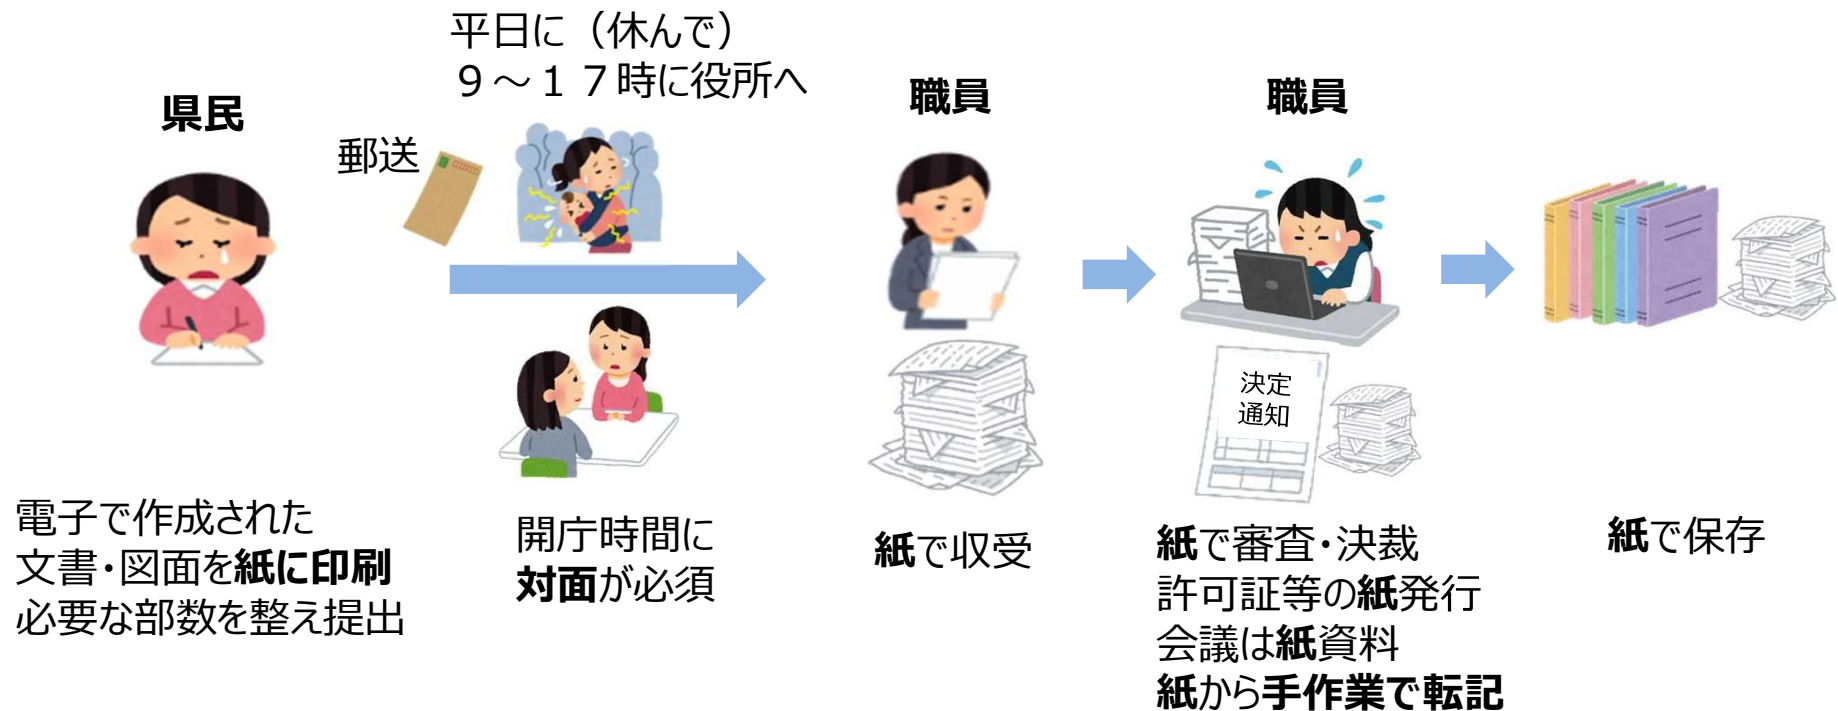 県民
電子で作成された
文書・図面を紙に印刷
必要な部数を整え提出
郵送
平日に（休んで）
９～１７時に役所へ
開庁時間に
対面が必須
職員
紙で収受
職員
決定
通知
紙で審査・決裁
許可証等の紙発行
会議は紙資料
紙から手作業で転記
紙で保存